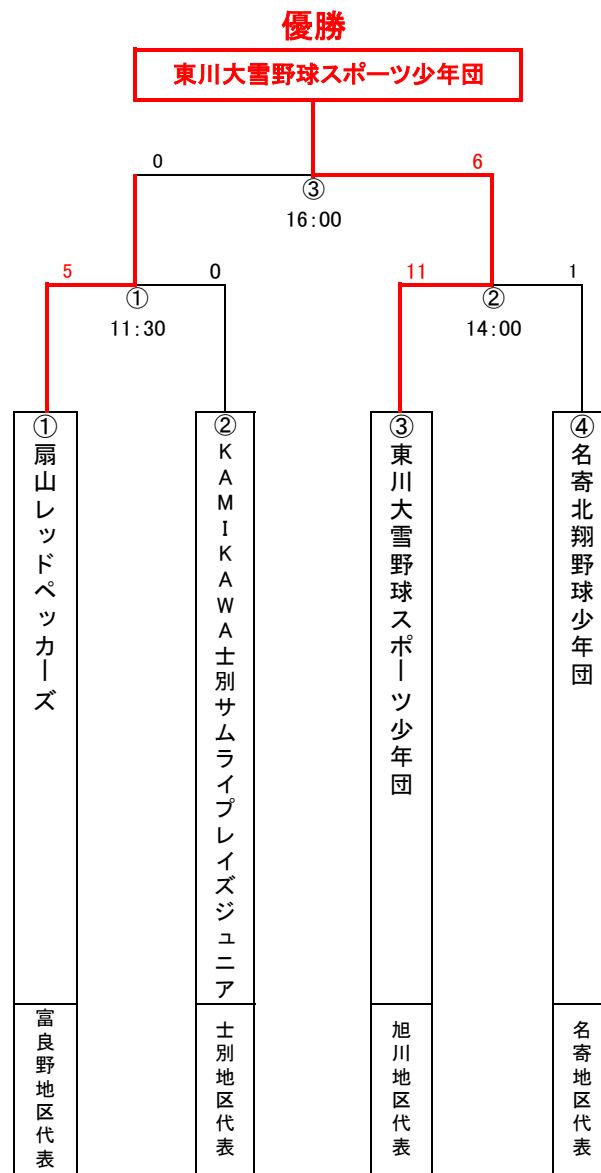 優勝
東川大雪野球スポーツ少年団
0
6
③
16:00
5
0
11
1
①
②
11:30
14:00
①扇山レッドペッカーズ
②KAMIKAWA士別サムライブレイズジュニア
③東川大雪野球スポーツ少年団
④名寄北翔野球少年団
富良野地区代表
士別地区代表
旭川地区代表
名寄地区代表